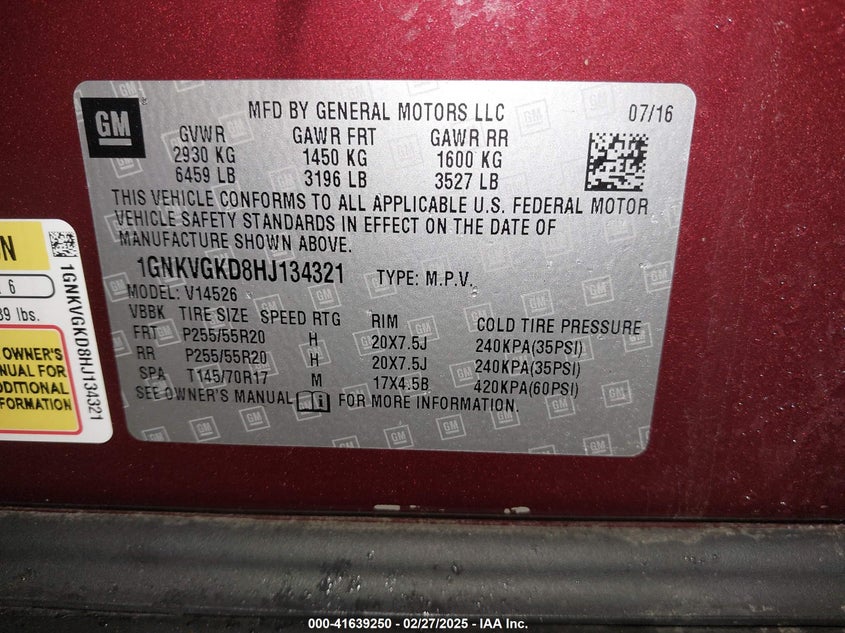 GM
MFD BY GENERAL MOTORS LLC 07/16
GVWR GAWR FRT GAWR RR
2930 KG 1450 KG 1600 KG
6459 LB 3196 LB 3527 LB
THIS VEHICLE CONFORMS TO ALL APPLICABLE U.S. FEDERAL MOTOR
VEHICLE SAFETY STANDARDS IN EFFECT ON THE DATE OF
MANUFACTURE SHOWN ABOVE.
1GNKVGKD8HJ134321 TYPE: M.P.V.
MODEL: V14526
VBBK TIRE SIZE SPEED RTG RIM COLD TIRE PRESSURE
FRT P255/55R20 H 20X7.5J 240KPA(35PSI)
RR P255/55R20 H 20X7.5J 240KPA(35PSI)
SPA T145/70R17 M 17X4.5B 420KPA(60PSI)
SEE OWNER'S MANUAL FOR MORE INFORMATION.
1GNKVGKD8HJ134321
6
lbs.
OWNER'S
FOR
000-41639250 - 02/27/2025 - IAA Inc.